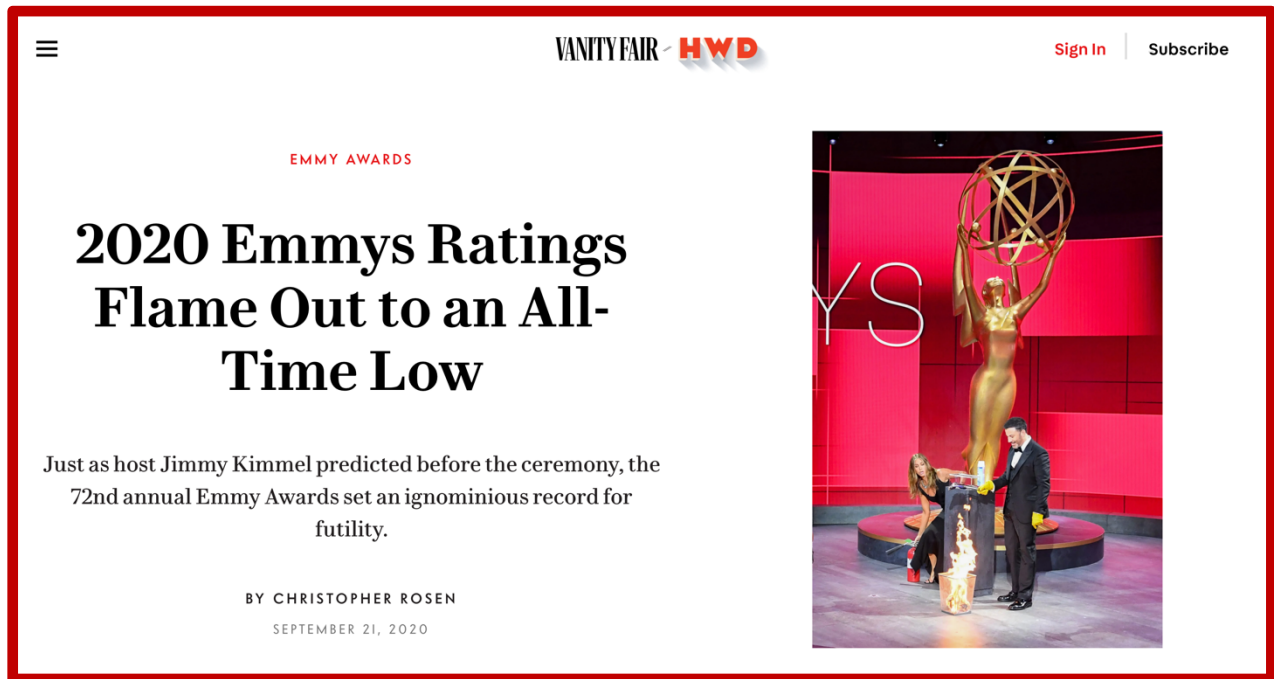 VANITY FAIR - HWD
Sign In
Subscribe
EMMY AWARDS
2020 Emmys Ratings
Flame Out to an All-
Time Low
Just as host Jimmy Kimmel predicted before the ceremony, the
72nd annual Emmy Awards set an ignominious record for
futility.
BY CHRISTOPHER ROSEN
SEPTEMBER 21, 2020
YS